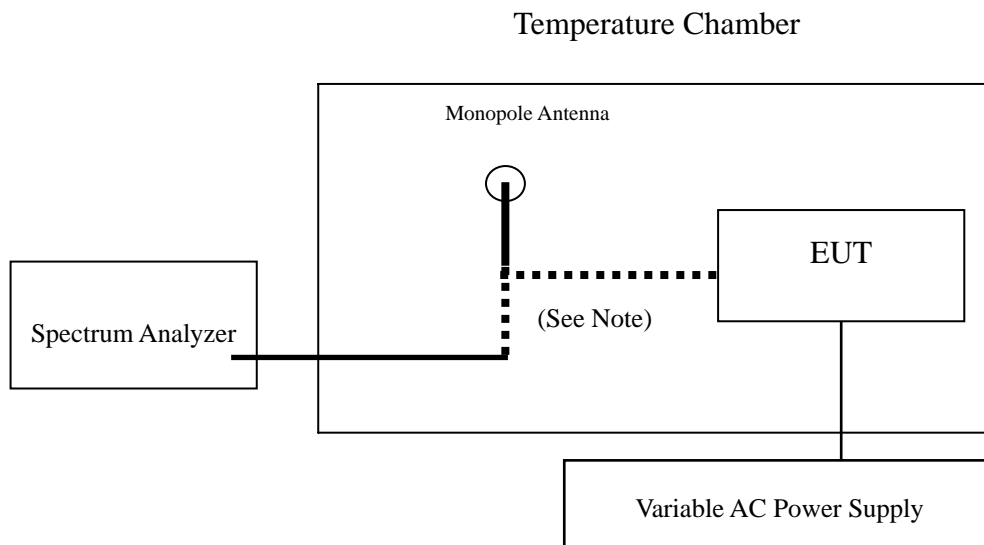 Temperature Chamber
Monopole Antenna
EUT
(See Note)
Spectrum Analyzer
Variable AC Power Supply